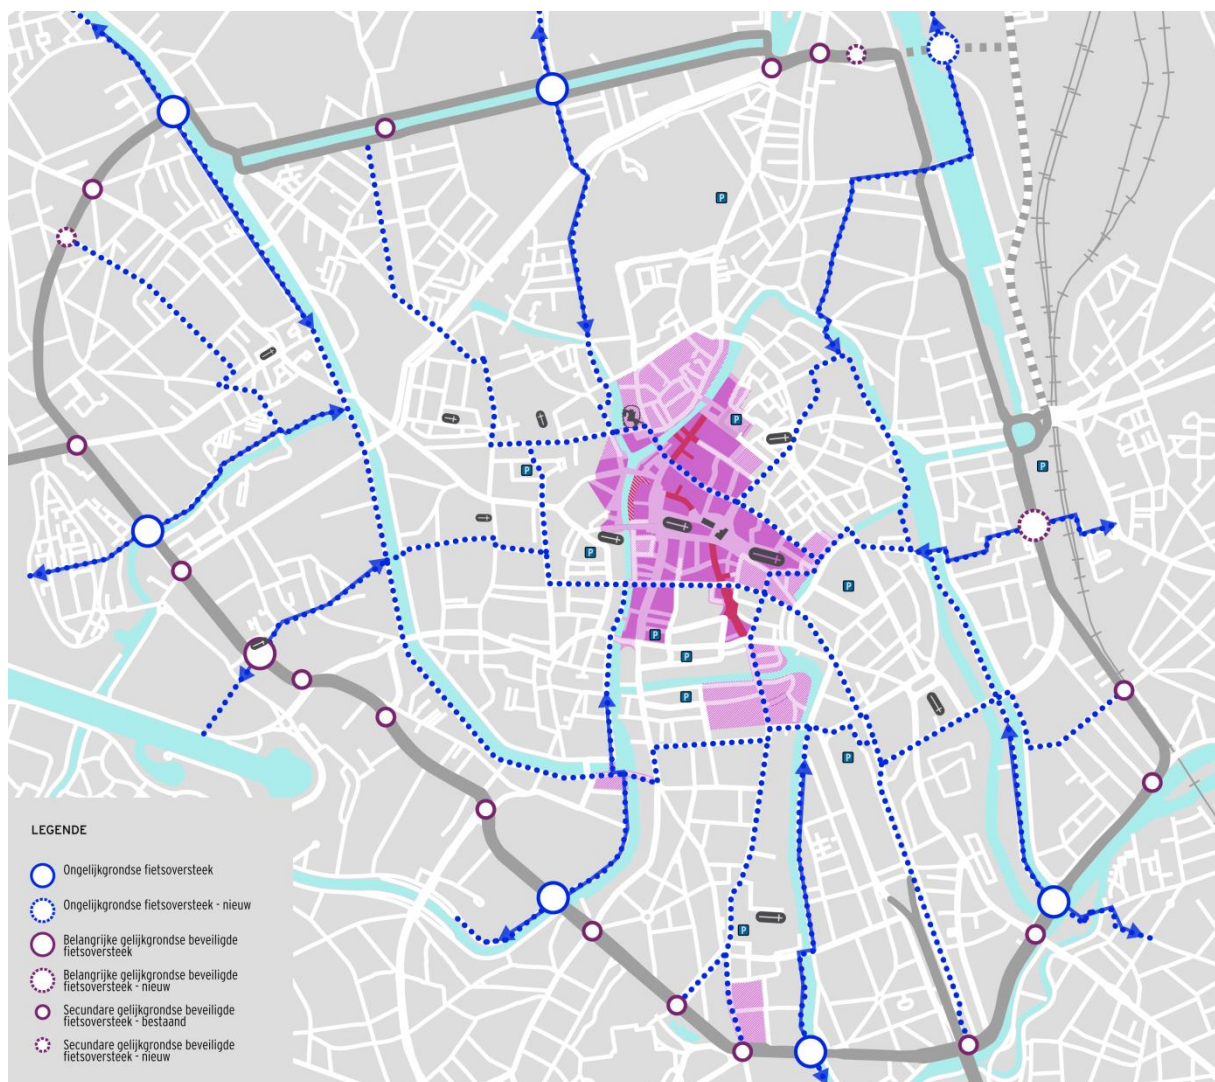 P
P
P
P
P
P
P
P
P
P
P
LEGENDE
Ongelijkgrondse fietsoversteek
Ongelijkgrondse fietsoversteek - nieuw
Belangrijke gelijkgrondse beveiligde
fietsoversteek
Belangrijke gelijkgrondse beveiligde
fietsoversteek - nieuw
Secundare gelijkgrondse beveiligde
fietsoversteek - bestaand
Secundare gelijkgrondse beveiligde
fietsoversteek - nieuw